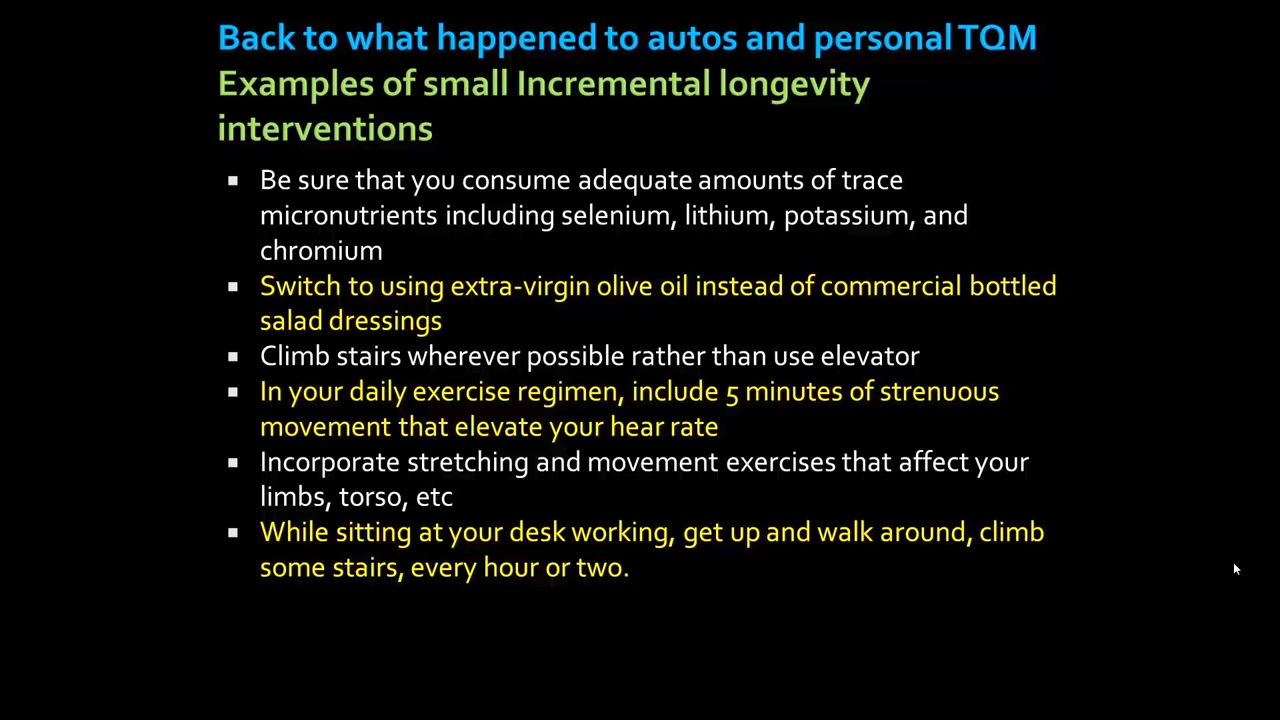 Back to what happened to autos and personal TQM
Examples of small Incremental longevity
interventions
▪ Be sure that you consume adequate amounts of trace
micronutrients including selenium, lithium, potassium, and
chromium
▪ Switch to using extra-virgin olive oil instead of commercial bottled
salad dressings
▪ Climb stairs wherever possible rather than use elevator
▪ In your daily exercise regimen, include 5 minutes of strenuous
movement that elevate your hear rate
▪ Incorporate stretching and movement exercises that affect your
limbs, torso, etc
▪ While sitting at your desk working, get up and walk around, climb
some stairs, every hour or two.